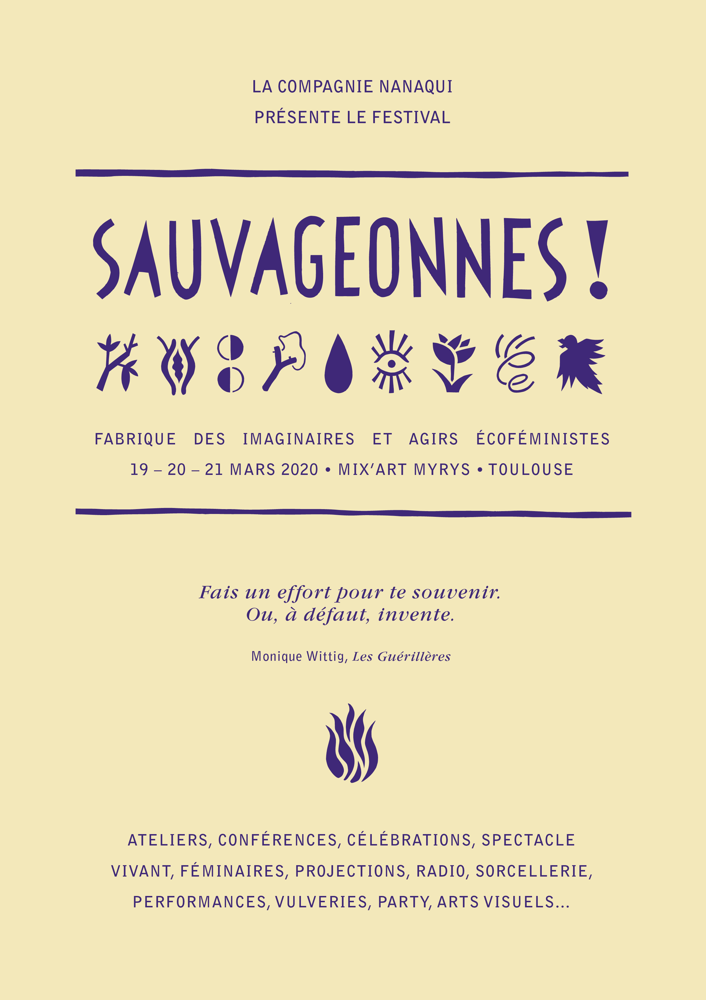 LA COMPAGNIE NANAQUI
PRÉSENTE LE FESTIVAL
SAUVAGEONNES !
FABRIQUE DES IMAGINAIRES ET AGIRS ÉCOFÉMINISTES
19 – 20 – 21 MARS 2020 • MIX’ART MYRYS • TOULOUSE
Fais un effort pour te souvenir.
Ou, à défaut, invente.
Monique Wittig, Les Guérillères
ATELIERS, CONFÉRENCES, CÉLÉBRATIONS, SPECTACLE
VIVANT, FÉMINAIRES, PROJECTIONS, RADIO, SORCELLERIE,
PERFORMANCES, VULVERIES, PARTY, ARTS VISUELS...